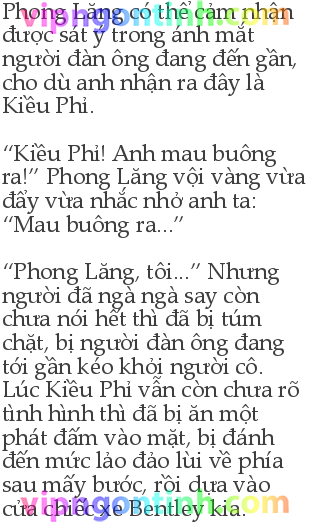 Phong Lăng có thể cảm nhận
được sát ý trong ánh mắt
người đàn ông đang đến gần,
cho dù anh nhận ra đây là
Kiều Phỉ.
“Kiều Phỉ! Anh mau buông
ra!” Phong Lăng vội vàng vừa
đẩy vừa nhắc nhở anh ta:
“Mau buông ra...”
“Phong Lăng, tôi...” Nhưng
người đã ngà ngà say còn
chưa nói hết thì đã bị túm
chặt, bị người đàn ông đang
tới gần kéo khỏi người cô.
Lúc Kiều Phỉ vẫn còn chưa rõ
tình hình thì đã bị ăn một
phát đấm vào mặt, bị đánh
đến mức lảo đảo lùi về phía
sau mấy bước, rồi dựa vào
cửa chiếc xe Bentley kia.
vipngontinh.com
vipngontinh.com